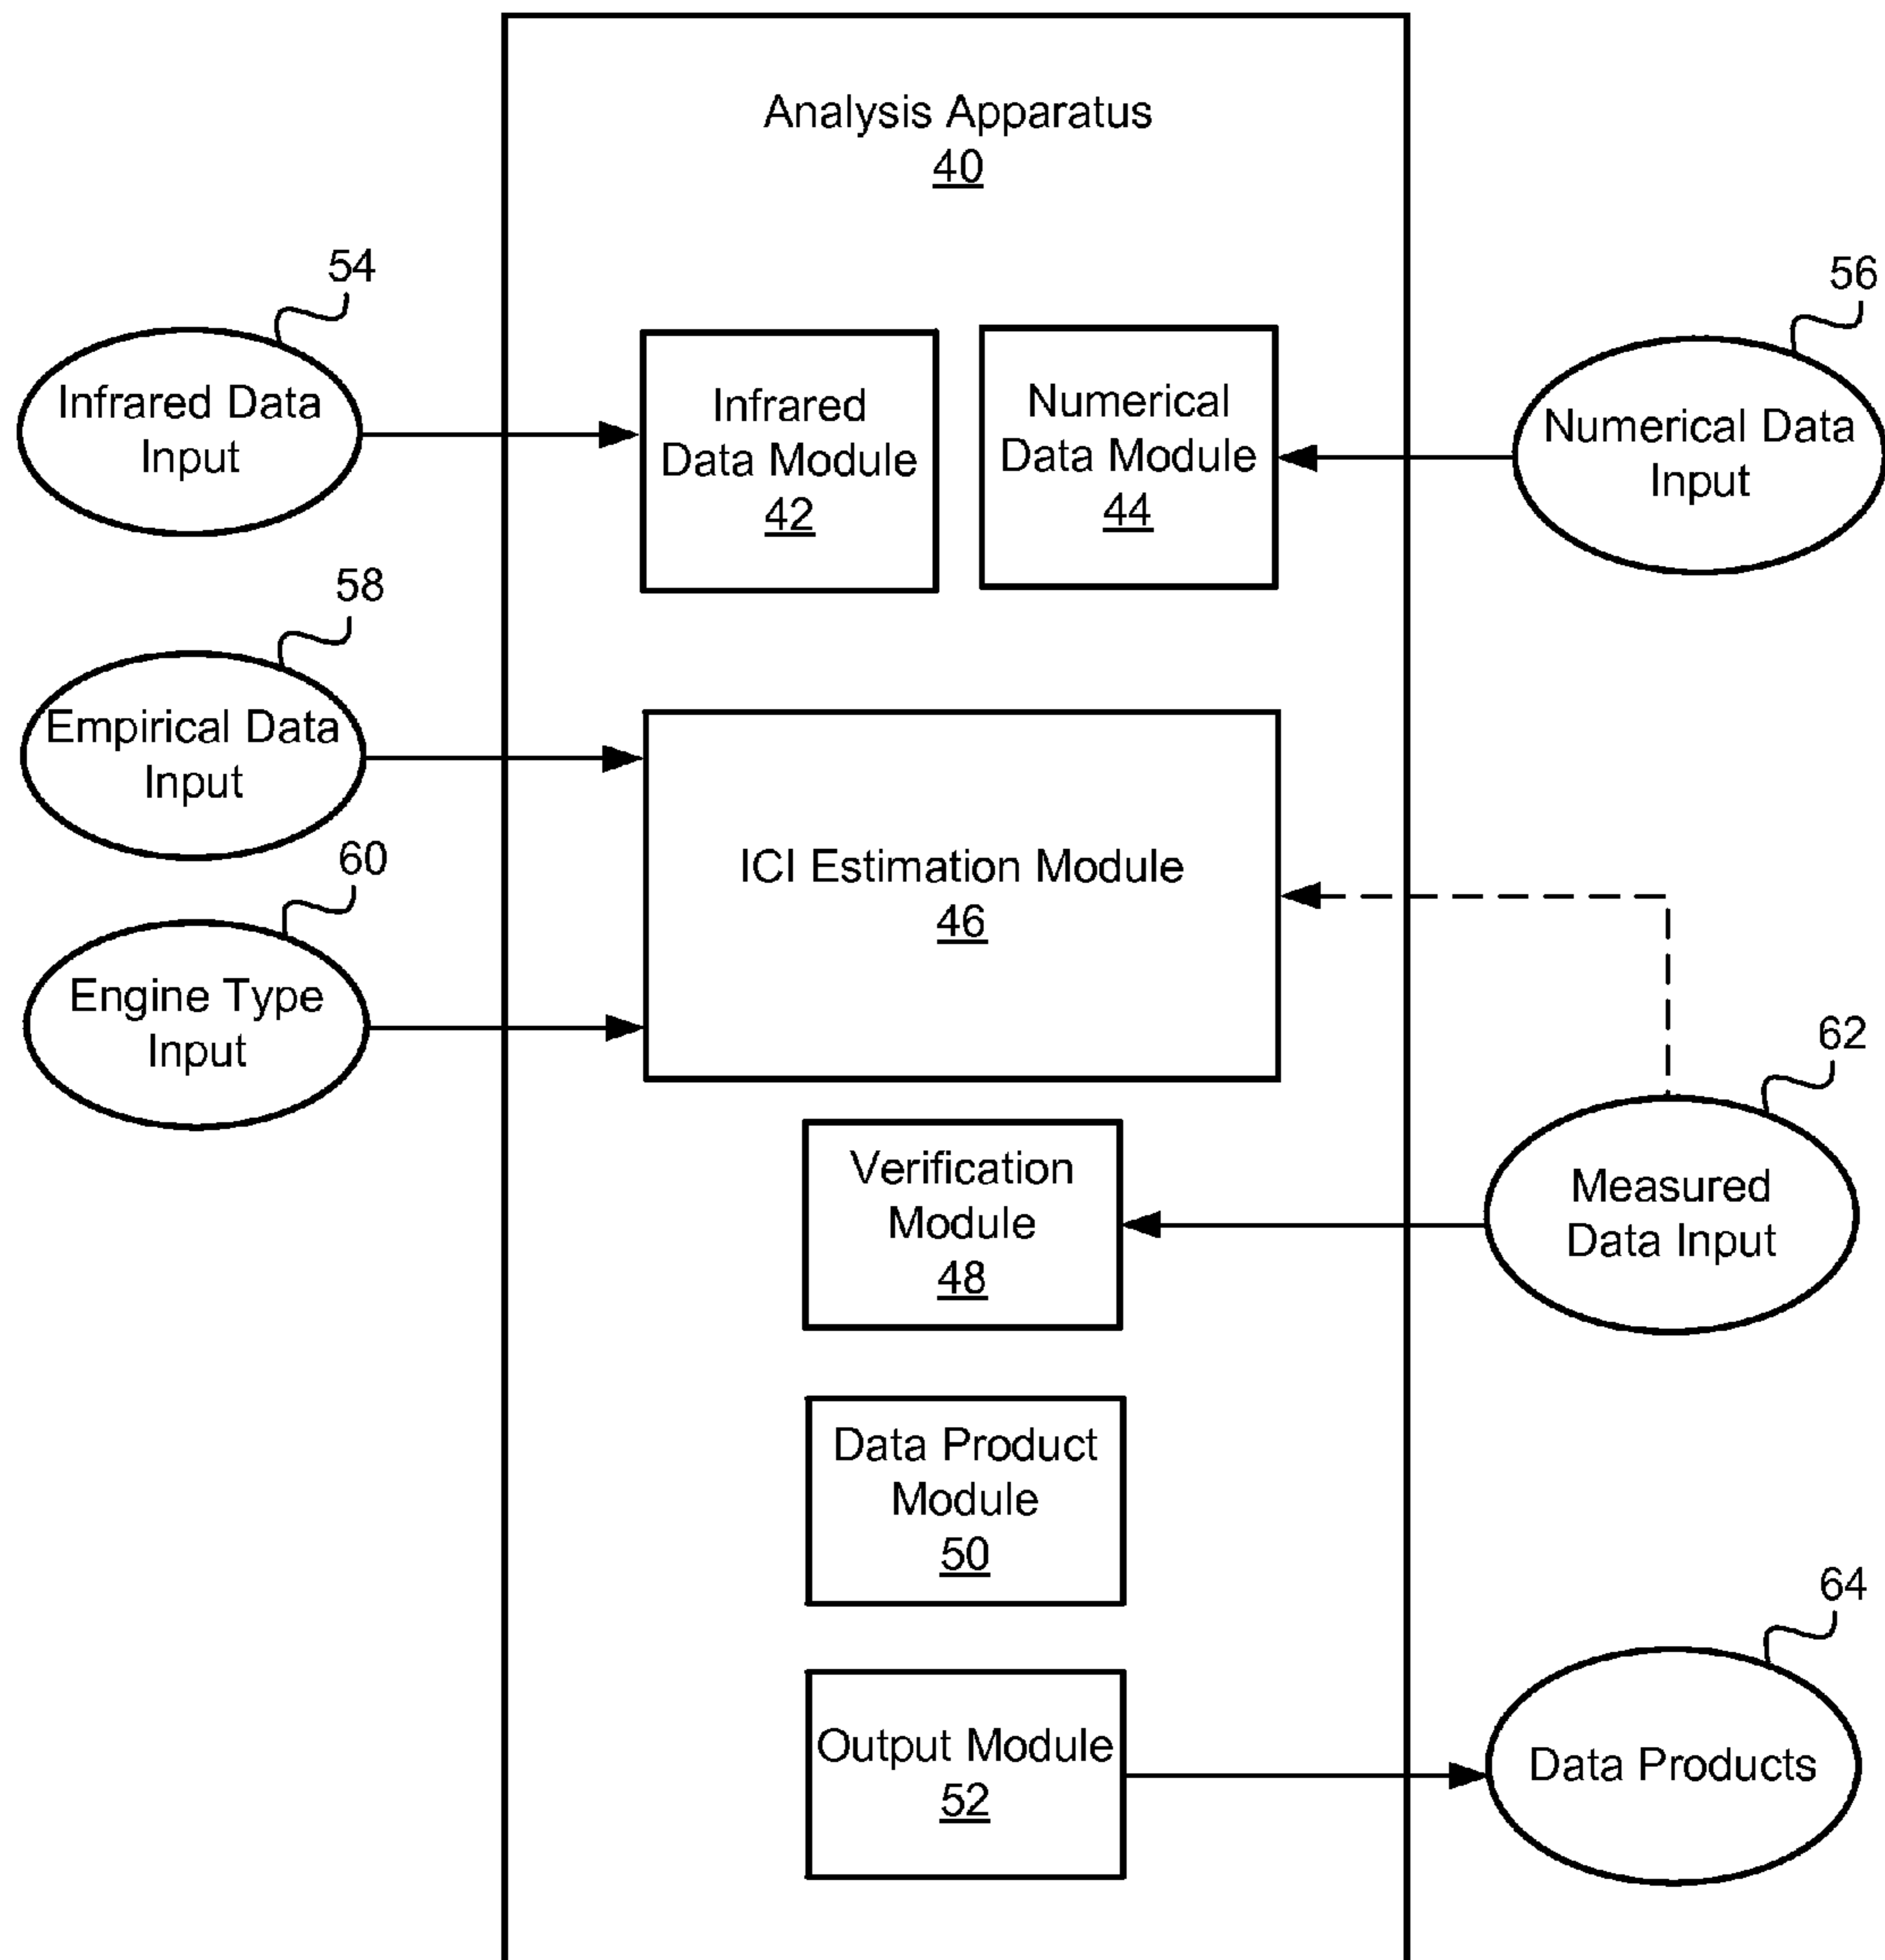 Analysis Apparatus
40
54
Infrared Data
Input
Infrared
Data Module
42
Numerical
Data Module
44
56
Numerical Data
Input
58
Empirical Data
Input
60
Engine Type
Input
ICI Estimation Module
46
62
Measured
Data Input
Verification
Module
48
Data Product
Module
50
Output Module
52
64
Data Products